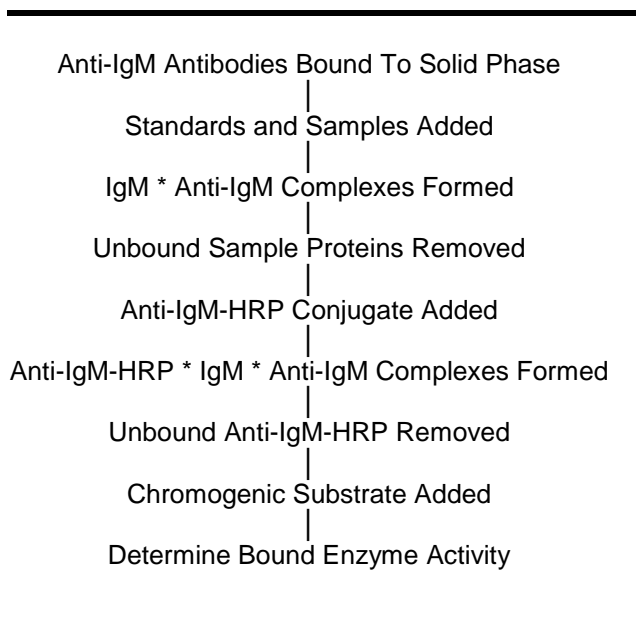 Anti-IgM Antibodies Bound To Solid Phase
Standards and Samples Added
IgM * Anti-IgM Complexes Formed
Unbound Sample Proteins Removed
Anti-IgM-HRP Conjugate Added
Anti-IgM-HRP * IgM * Anti-IgM Complexes Formed
Unbound Anti-IgM-HRP Removed
Chromogenic Substrate Added
Determine Bound Enzyme Activity